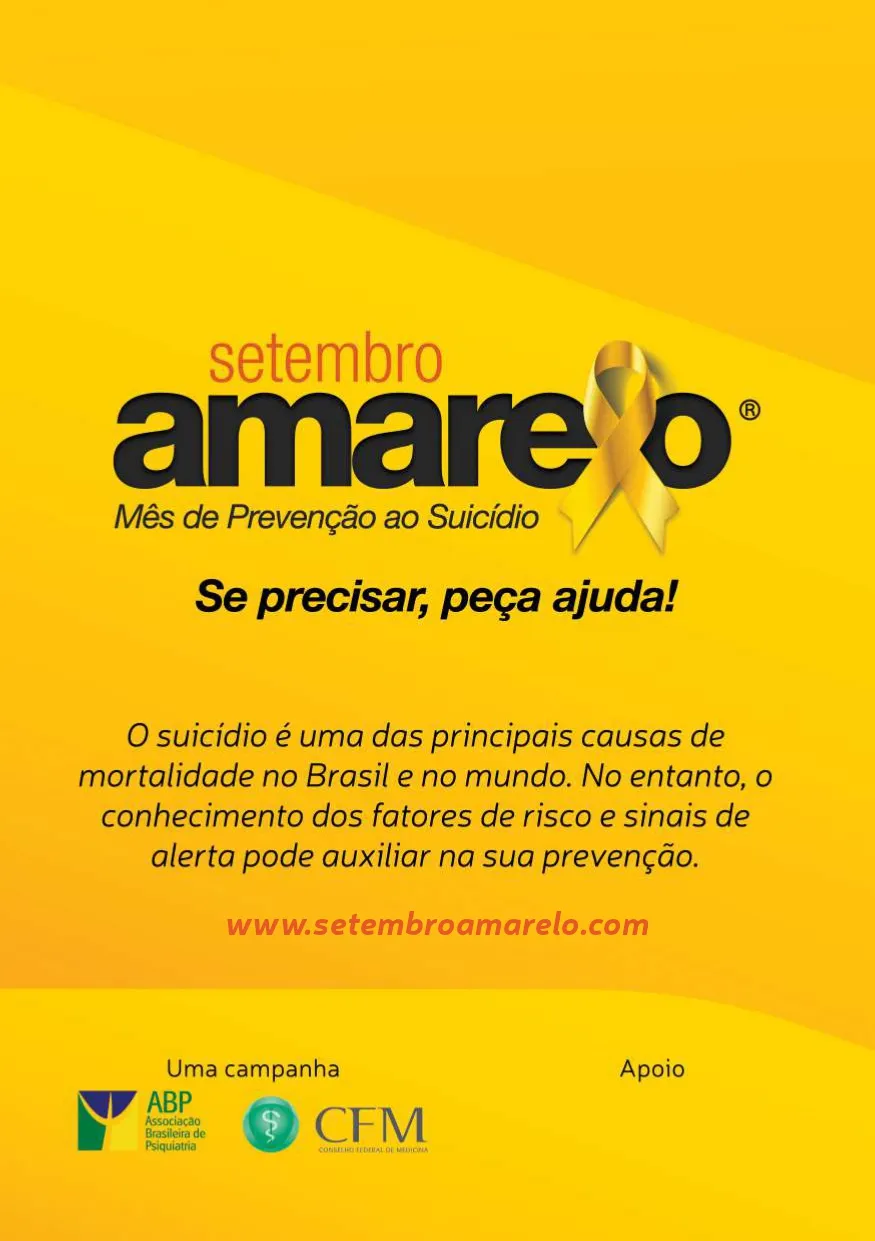 setembro
amarelo®
Mês de Prevenção ao Suicídio
Se precisar, peça ajuda!
O suicídio é uma das principais causas de
mortalidade no Brasil e no mundo. No entanto, o
conhecimento dos fatores de risco e sinais de
alerta pode auxiliar na sua prevenção.
www.setembroamarelo.com
Uma campanha
Apoio
ABP
Associação
Brasileira de
Psiquiatria
CFM
CONSELHO FEDERAL DE MEDICINA